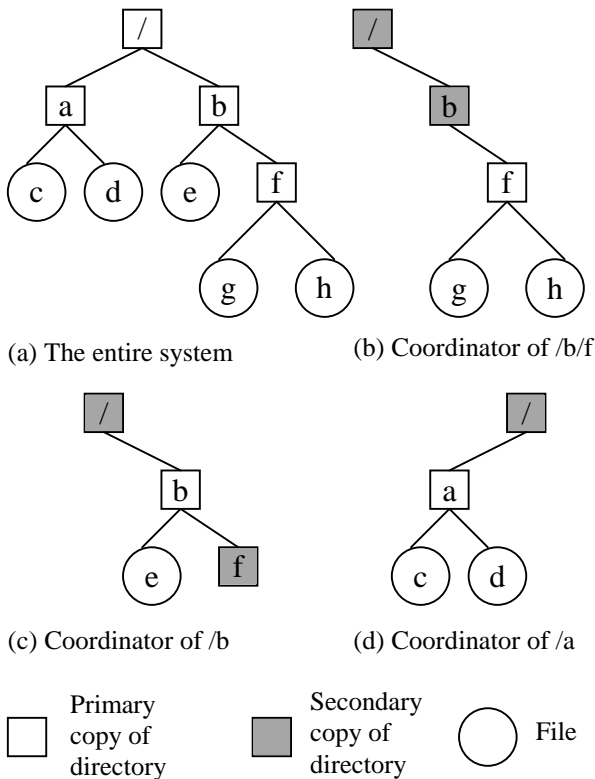 /
a b
c d e f
g h
(a) The entire system
/
b
f
g h
(b) Coordinator of /b/f
/
b
e f
(c) Coordinator of /b
/
a
c d
(d) Coordinator of /a
Primary
copy of
directory
Secondary
copy of
directory
File